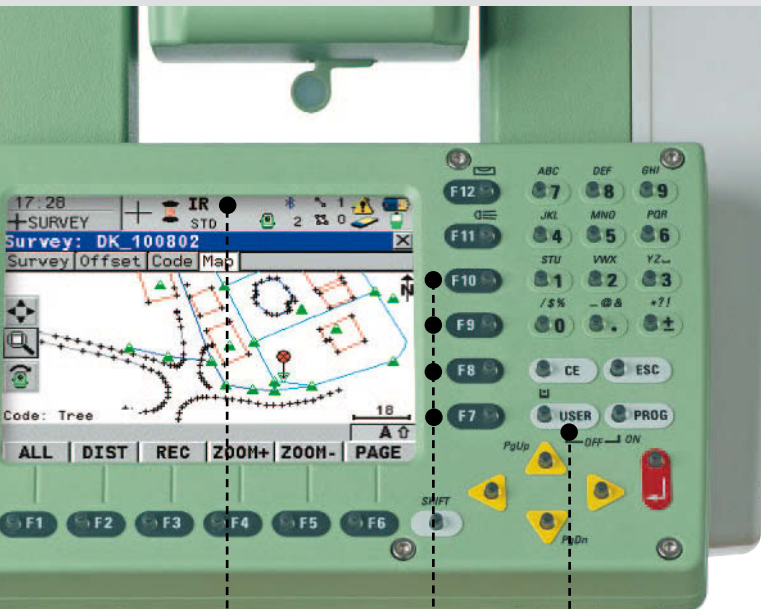 17:28 IR 1
+SURVEY STD 2 0
Survey: DK_100802
Survey Offset Code Map
N
Code: Tree
18
A
ALL DIST REC ZOOM+ ZOOM- PAGE
F1 F2 F3 F4 F5 F6 SHIFT
F12
ABC DEF GHI
7 8 9
F11
JKL MNO PQR
4 5 6
F10
STU VWX YZ
1 2 3
F9
/$% _@& *?!
0 . ±
F8 CE ESC
F7 USER PROG
OFF ON
PgUp
PgDn